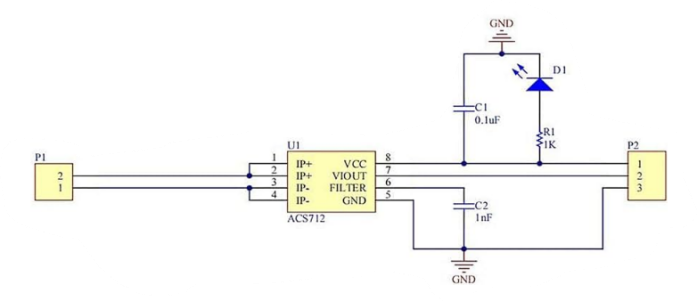 GND
D1
C1
0.1uF
R1
1K
P1
2
1
U1
1 IP+ VCC 8
2 IP+ VIOUT 7
3 IP- FILTER 6
4 IP- GND 5
ACS712
C2
1nF
P2
1
2
3
GND